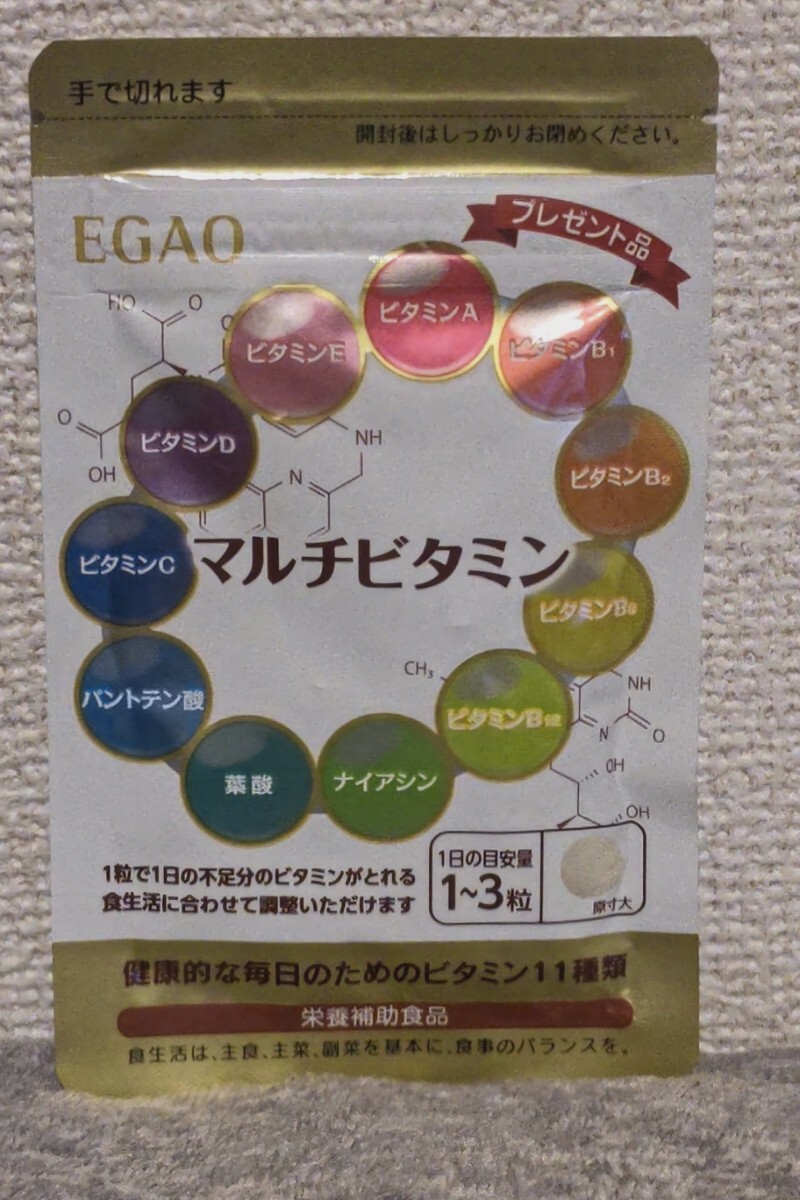 手で切れます
開封後はしっかりお閉めください。
EGAO
プレゼント品
ビタミンA
ビタミンE
ビタミンB1
ビタミンD
ビタミンB2
ビタミンC
マルチビタミン
ビタミンB6
パントテン酸
ビタミンB12
葉酸
ナイアシン
HO
O
O
OH
NH
N
CH3
NH
N
O
OH
OH
1粒で1日の不足分のビタミンがとれる
食生活に合わせて調整いただけます
1日の目安量
1~3粒
原寸大
健康的な毎日のためのビタミン11種類
栄養補助食品
食生活は、主食、主菜、副菜を基本に、食事のバランスを。